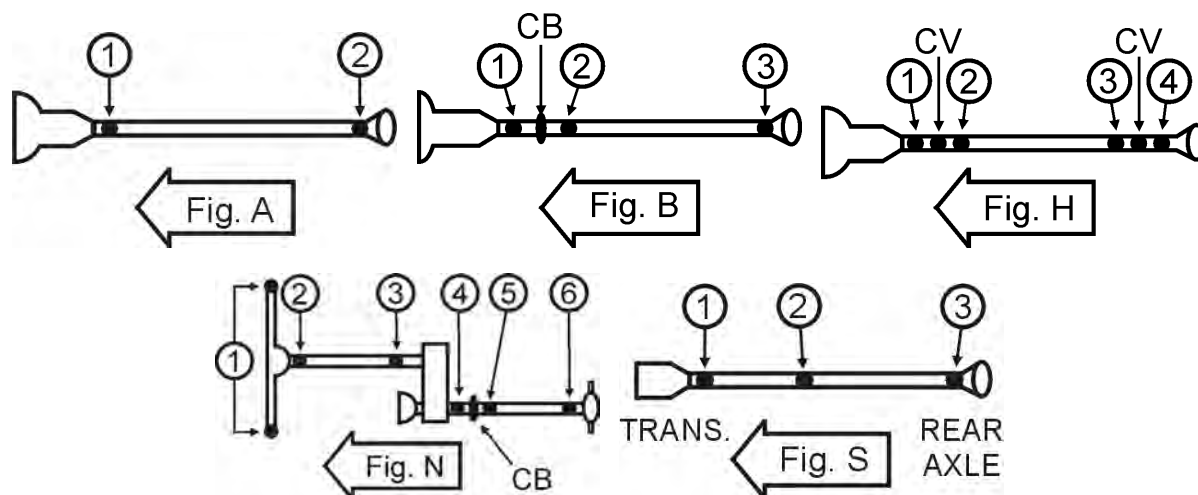 CB
CV CV
1 2
1 2 3
1 2 3 4
Fig. A
Fig. B
Fig. H
2 3 4 5 6
1
1 2 3
TRANS.
REAR
AXLE
Fig. N
CB
Fig. S